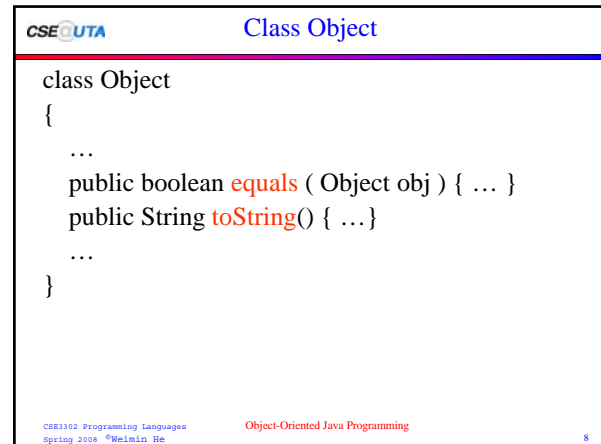 CSE@UTA
Class Object
class Object
{
…
public boolean equals ( Object obj ) { … }
public String toString() { …}
…
}
CSE3302 Programming Languages
Spring 2008 ©Weimin He
Object-Oriented Java Programming
8